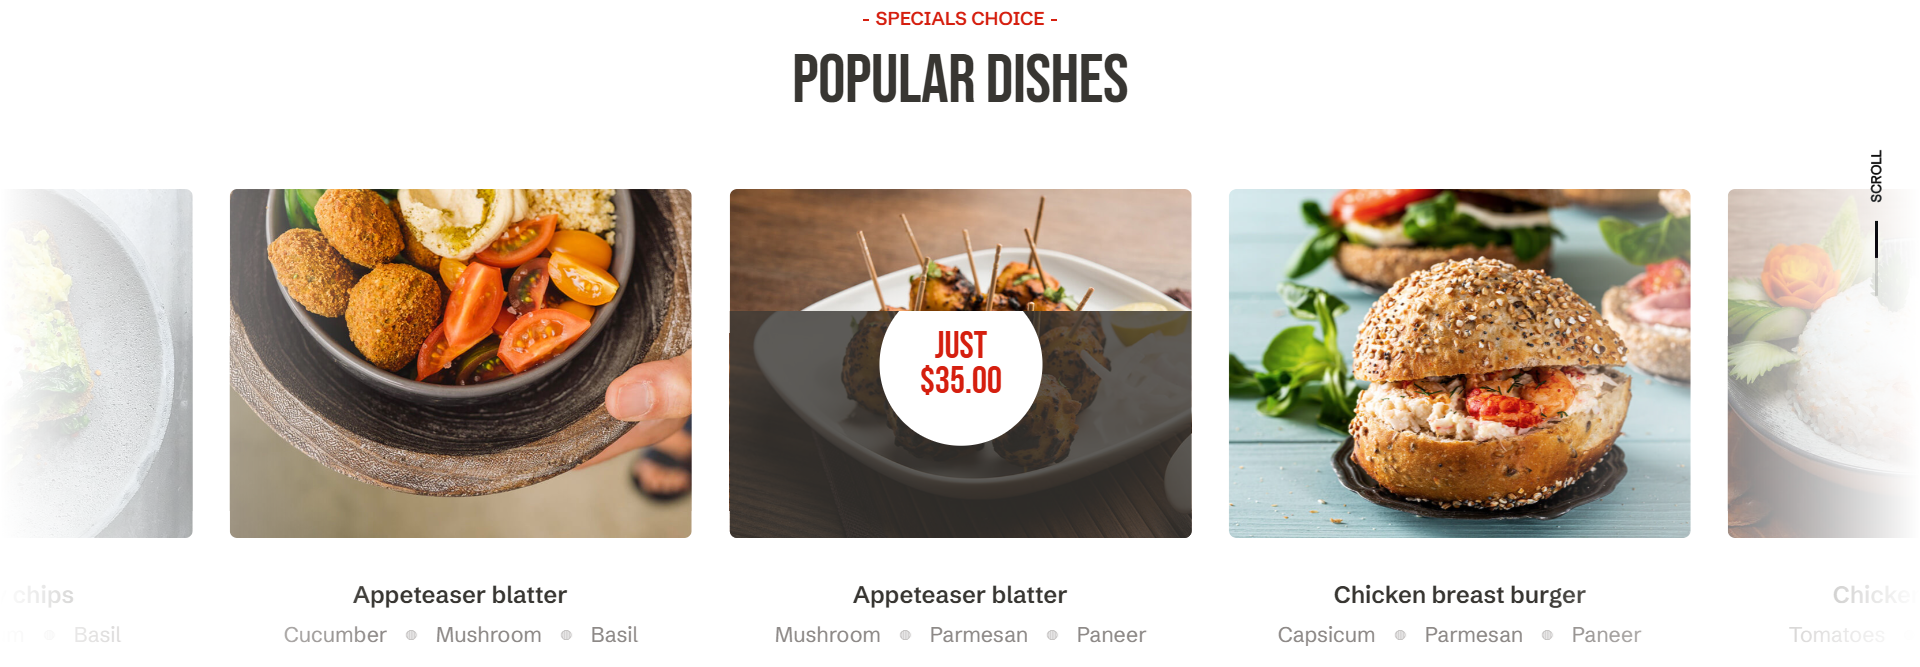 - SPECIALS CHOICE -
POPULAR DISHES
SCROLL
JUST
$35.00
chips
Basil
Appeteaser blatter
Cucumber Mushroom Basil
Appeteaser blatter
Mushroom Parmesan Paneer
Chicken breast burger
Capsicum Parmesan Paneer
Chicke
Tomatoes